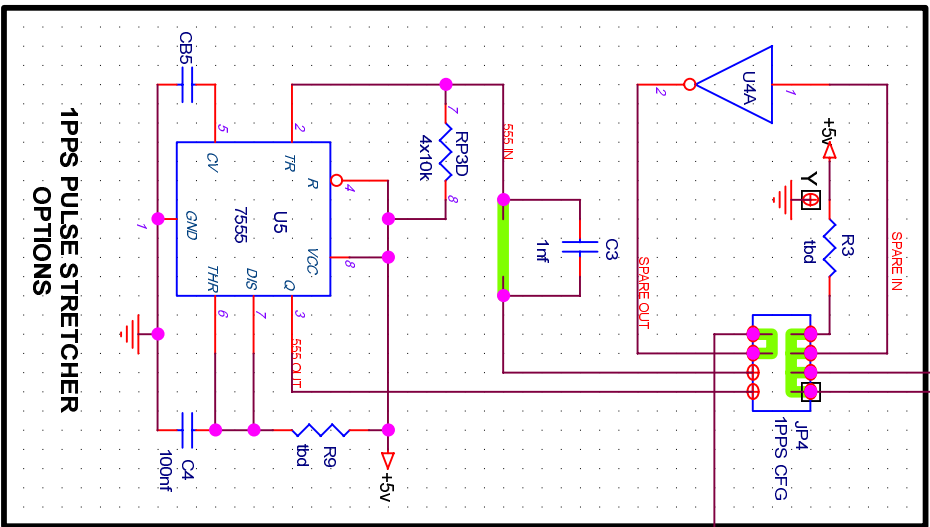 1PPS PULSE STRETCHER
OPTIONS
CB5
5
CV
2
TR
R
4
U5
7555
GND
1
VCC
8
THR
DIS
Q
6
7
3
7
RP3D
4x10k
8
555 IN
C3
1nf
U4A
2
1
+5v
Y
R3
tbd
SPARE IN
SPARE OUT
555 OUT
JP4
1PPS CFG
C4
100nf
R9
tbd
+5v